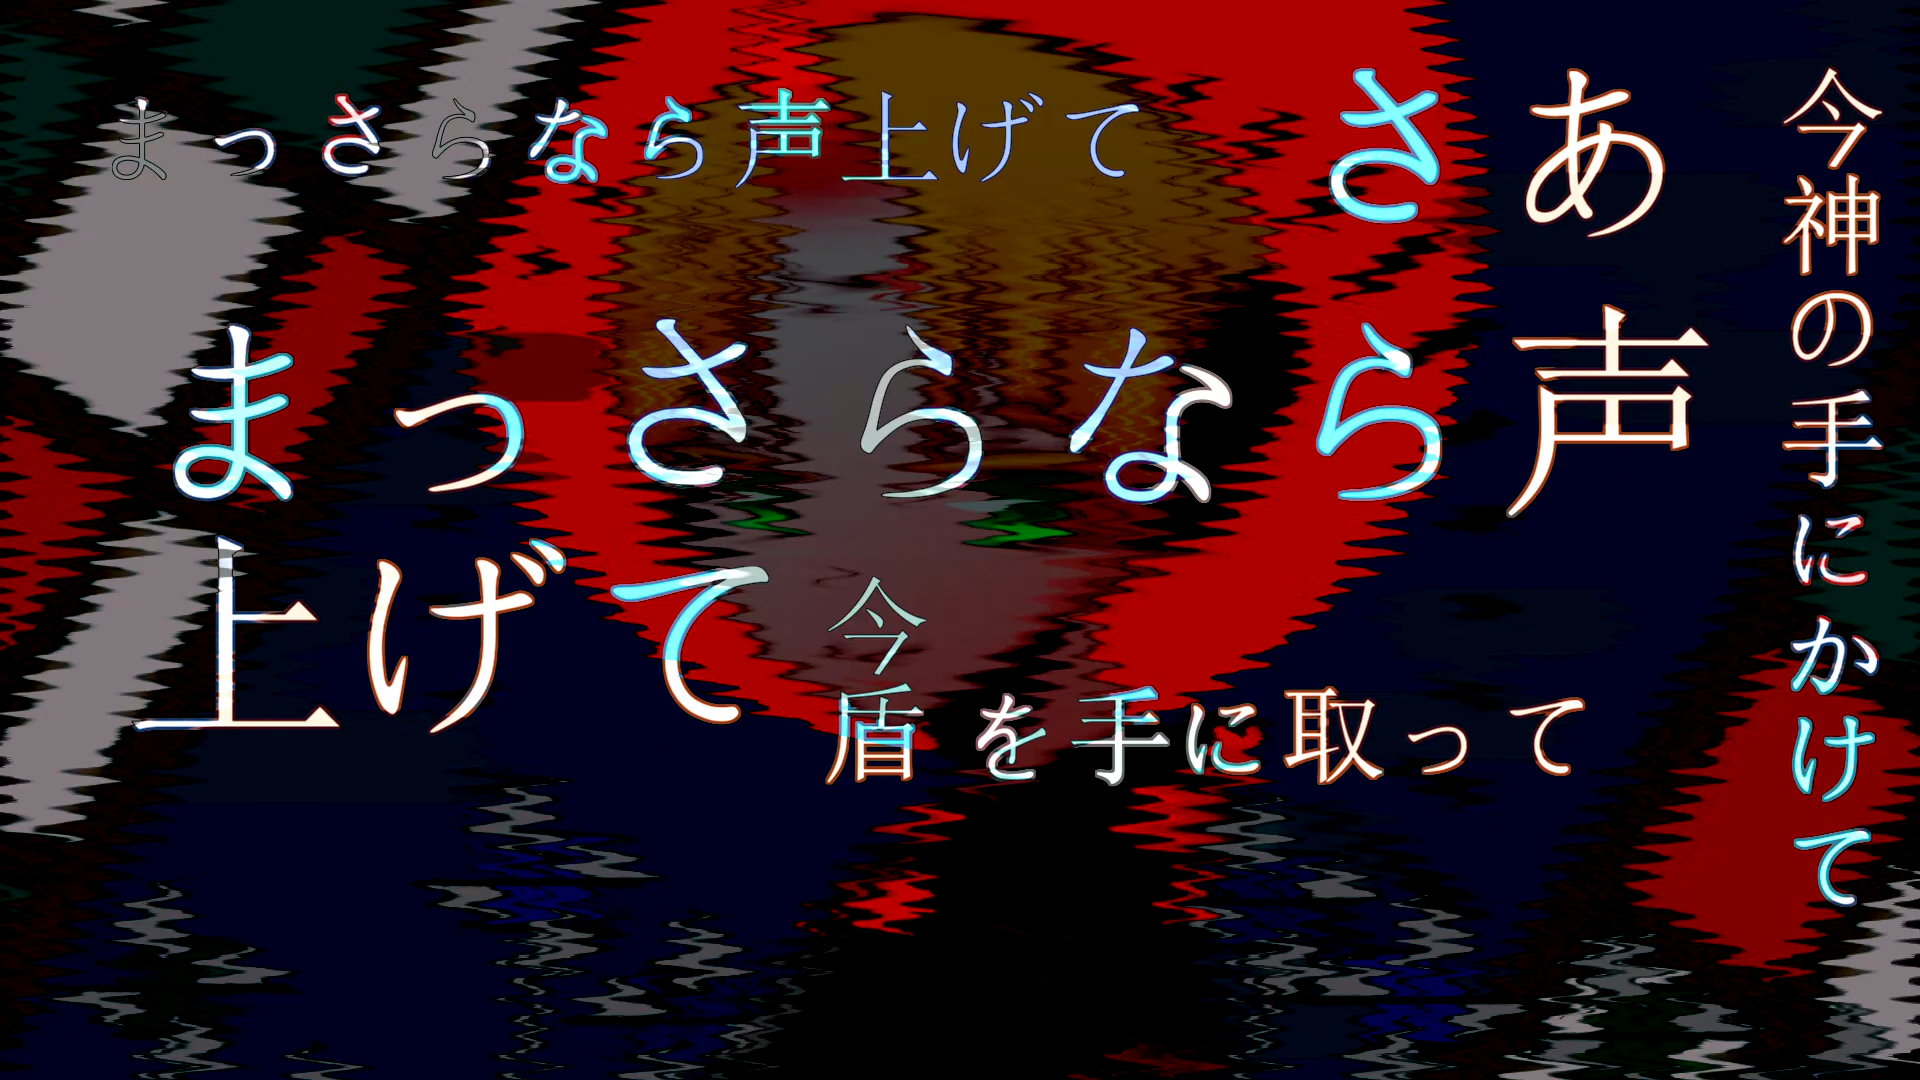 まっさらなら声上げて
さあ
まっさらなら声
上げて
今
盾を手に取って
今神の手にかけて